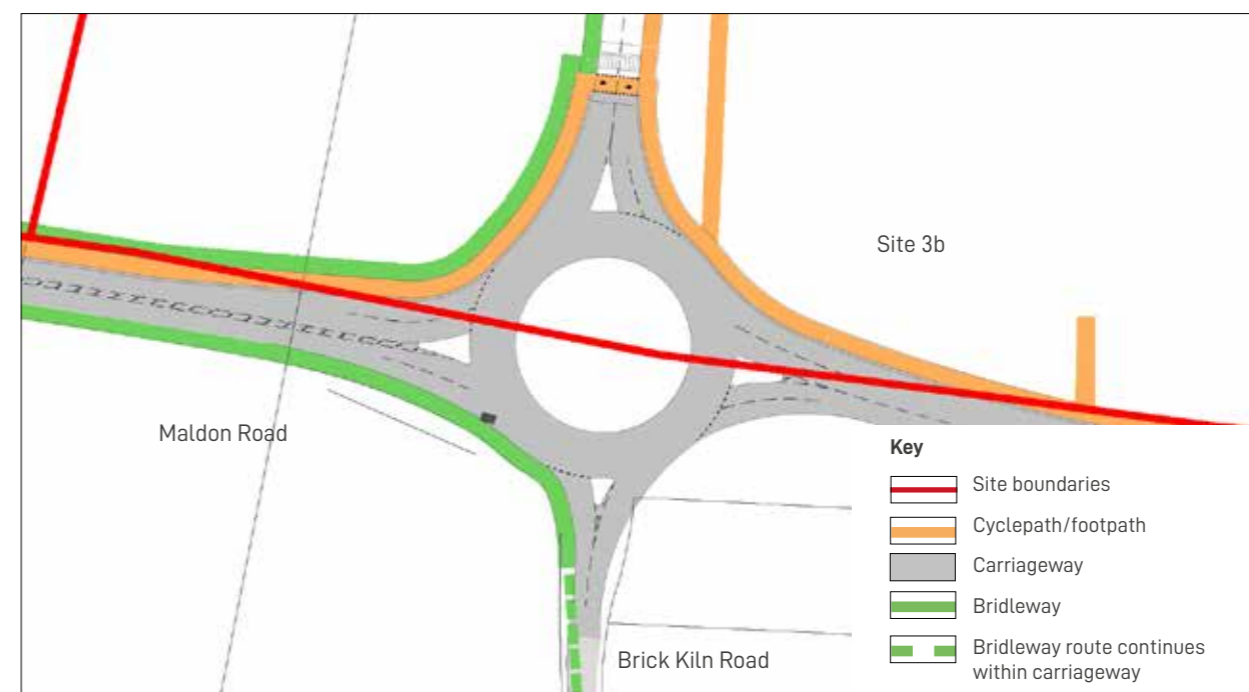 Site 3b
Maldon Road
Brick Kiln Road
Key
Site boundaries
Cyclepath/footpath
Carriageway
Bridleway
Bridleway route continues
within carriageway